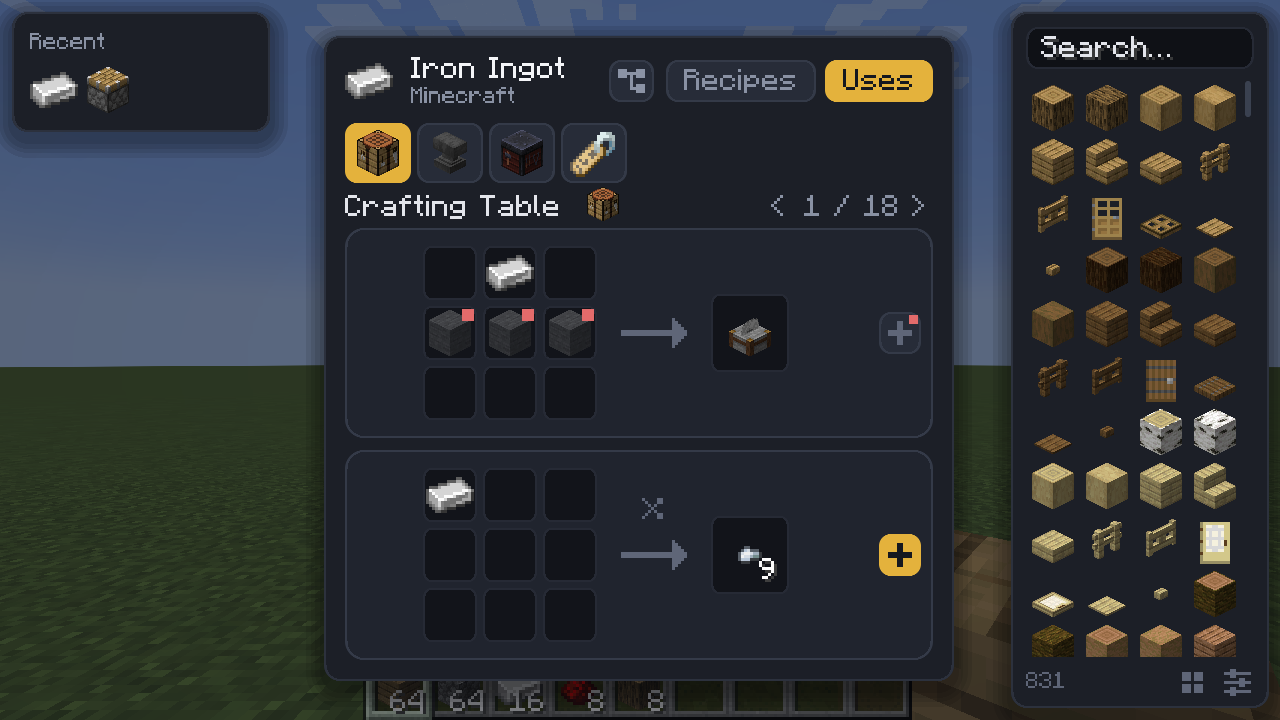 Recent
Iron Ingot
Minecraft
Recipes
Uses
Crafting Table
< 1 / 18 >
9
Search...
831
64
64
16
8
8